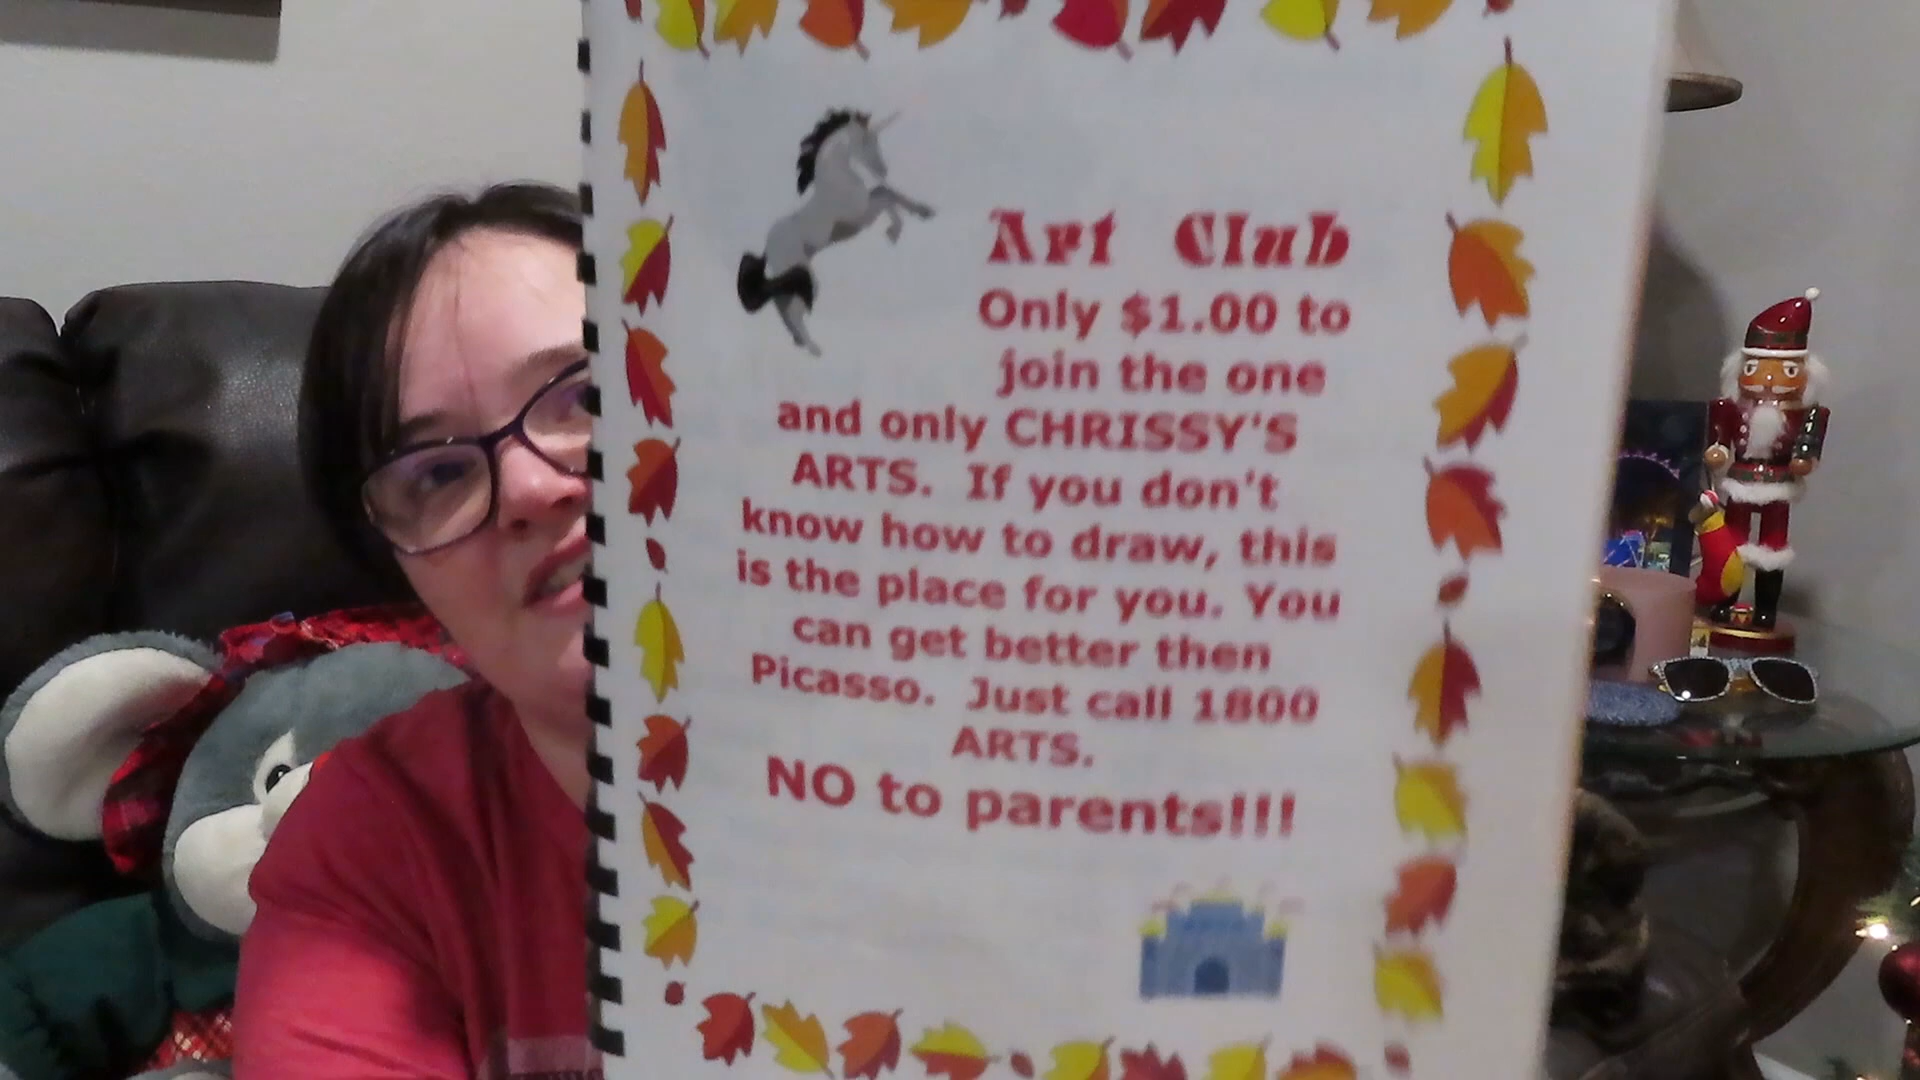 Art Club
Only $1.00 to
join the one
and only CHRISSY'S
ARTS. If you don't
know how to draw, this
is the place for you. You
can get better then
Picasso. Just call 1800
ARTS.
NO to parents!!!